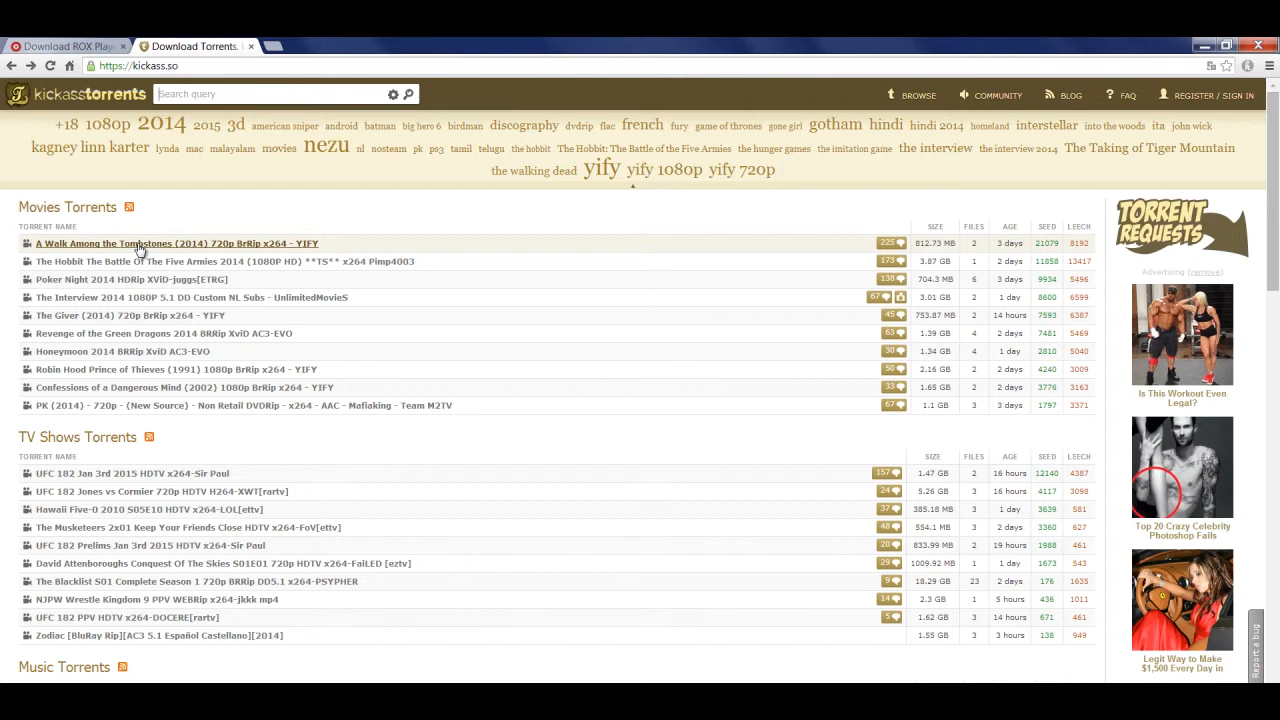 Download ROX Play
Download Torrents.
https://kickass.so
kickasstorrents
Search query
BROWSE
COMMUNITY
BLOG
FAQ
REGISTER / SIGN IN
+18 1080p 2014 2015 3d american sniper android batman big hero 6 birdman discography dvdrip flac french fury game of thrones gone girl gotham hindi hindi 2014 homeland interstellar into the woods ita john wick
kagney linn karter lynda mac malayalam movies nezu nl nosteam pk ps3 tamil telugu the hobbit The Hobbit: The Battle of the Five Armies the hunger games the imitation game the interview the interview 2014 The Taking of Tiger Mountain
the walking dead yify yify 1080p yify 720p
Movies Torrents
TORRENT NAME SIZE FILES AGE SEED LEECH
A Walk Among the Tombstones (2014) 720p BrRip x264 - YIFY 225 812.73 MB 2 3 days 21079 8192
The Hobbit The Battle Of The Five Armies 2014 (1080P HD) **TS** x264 Pimp4003 173 3.87 GB 1 2 days 11858 13417
Poker Night 2014 HDRip XViD-juggs[ETRG] 138 704.3 MB 6 3 days 9934 5496
The Interview 2014 1080P 5.1 DD Custom NL Subs - UnlimitedMovieS 67 3.01 GB 2 1 day 8600 6599
The Giver (2014) 720p BrRip x264 - YIFY 45 753.87 MB 2 14 hours 7593 6387
Revenge of the Green Dragons 2014 BRRip XviD AC3-EVO 63 1.39 GB 4 2 days 7481 5469
Honeymoon 2014 BRRip XviD AC3-EVO 30 1.34 GB 4 1 day 2810 5040
Robin Hood Prince of Thieves (1991) 1080p BrRip x264 - YIFY 50 2.16 GB 2 2 days 4240 3009
Confessions of a Dangerous Mind (2002) 1080p BrRip x264 - YIFY 33 1.65 GB 2 2 days 3776 3163
PK (2014) - 720p - (New Source) - Non Retail DVDRip - x264 - AAC - Mafiaking - Team M2TV 67 1.1 GB 3 3 days 1797 3371
TV Shows Torrents
TORRENT NAME SIZE FILES AGE SEED LEECH
UFC 182 Jan 3rd 2015 HDTV x264-Sir Paul 157 1.47 GB 2 16 hours 12140 4387
UFC 182 Jones vs Cormier 720p HDTV H264-XWT[rartv] 24 5.26 GB 3 16 hours 4117 3098
Hawaii Five-0 2010 S05E10 HDTV x264-LOL[ettv] 37 385.18 MB 3 1 day 3639 581
The Musketeers 2x01 Keep Your Friends Close HDTV x264-FoV[ettv] 48 554.1 MB 3 2 days 3360 627
UFC 182 Prelims Jan 3rd 2015 HDTV x264-Sir Paul 20 833.99 MB 2 19 hours 1988 461
David Attenboroughs Conquest Of The Skies S01E01 720p HDTV x264-FaiLED [eztv] 29 1009.92 MB 1 1 day 1673 543
The Blacklist S01 Complete Season 1 720p BRRip DD5.1 x264-PSYPHER 9 18.29 GB 23 2 days 176 1635
NJPW Wrestle Kingdom 9 PPV WEBRip x264-jkkk mp4 14 2.3 GB 1 5 hours 436 1011
UFC 182 PPV HDTV x264-DOCERE[rartv] 5 1.62 GB 3 14 hours 671 461
Zodiac [BluRay Rip][AC3 5.1 Español Castellano][2014] 1.55 GB 3 3 hours 138 949
Music Torrents
TORRENT
REQUESTS
Advertising (remove)
Is This Workout Even
Legal?
Top 20 Crazy Celebrity
Photoshop Fails
Legit Way to Make
$1,500 Every Day in
Report a bug